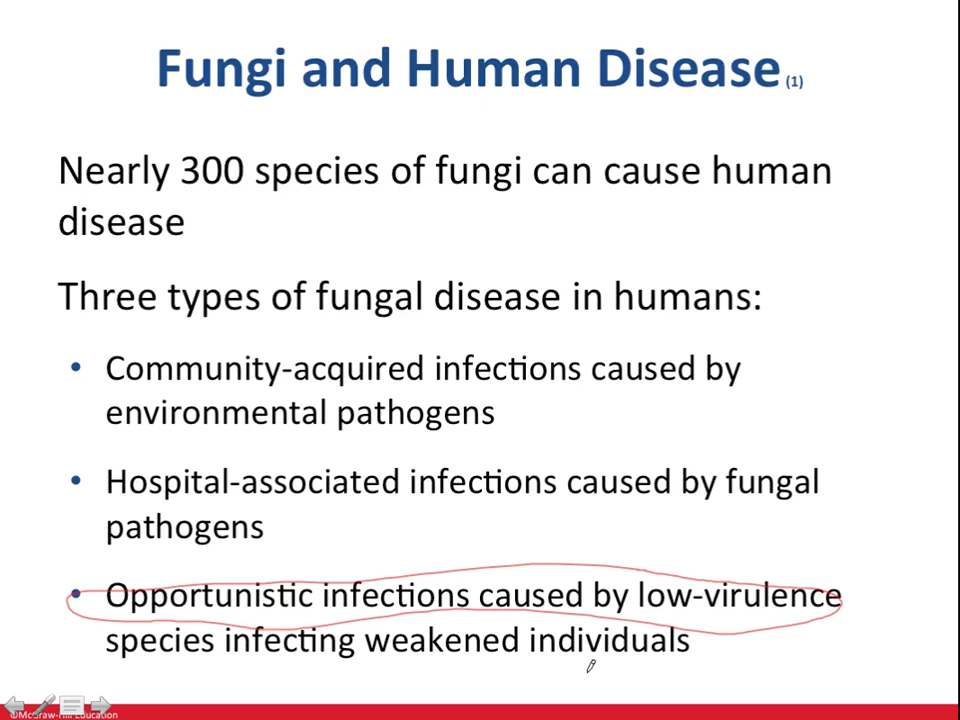 Fungi and Human Disease (1)
Nearly 300 species of fungi can cause human
disease
Three types of fungal disease in humans:
• Community-acquired infections caused by
environmental pathogens
• Hospital-associated infections caused by fungal
pathogens
• Opportunistic infections caused by low-virulence
species infecting weakened individuals
©McGraw-Hill Education